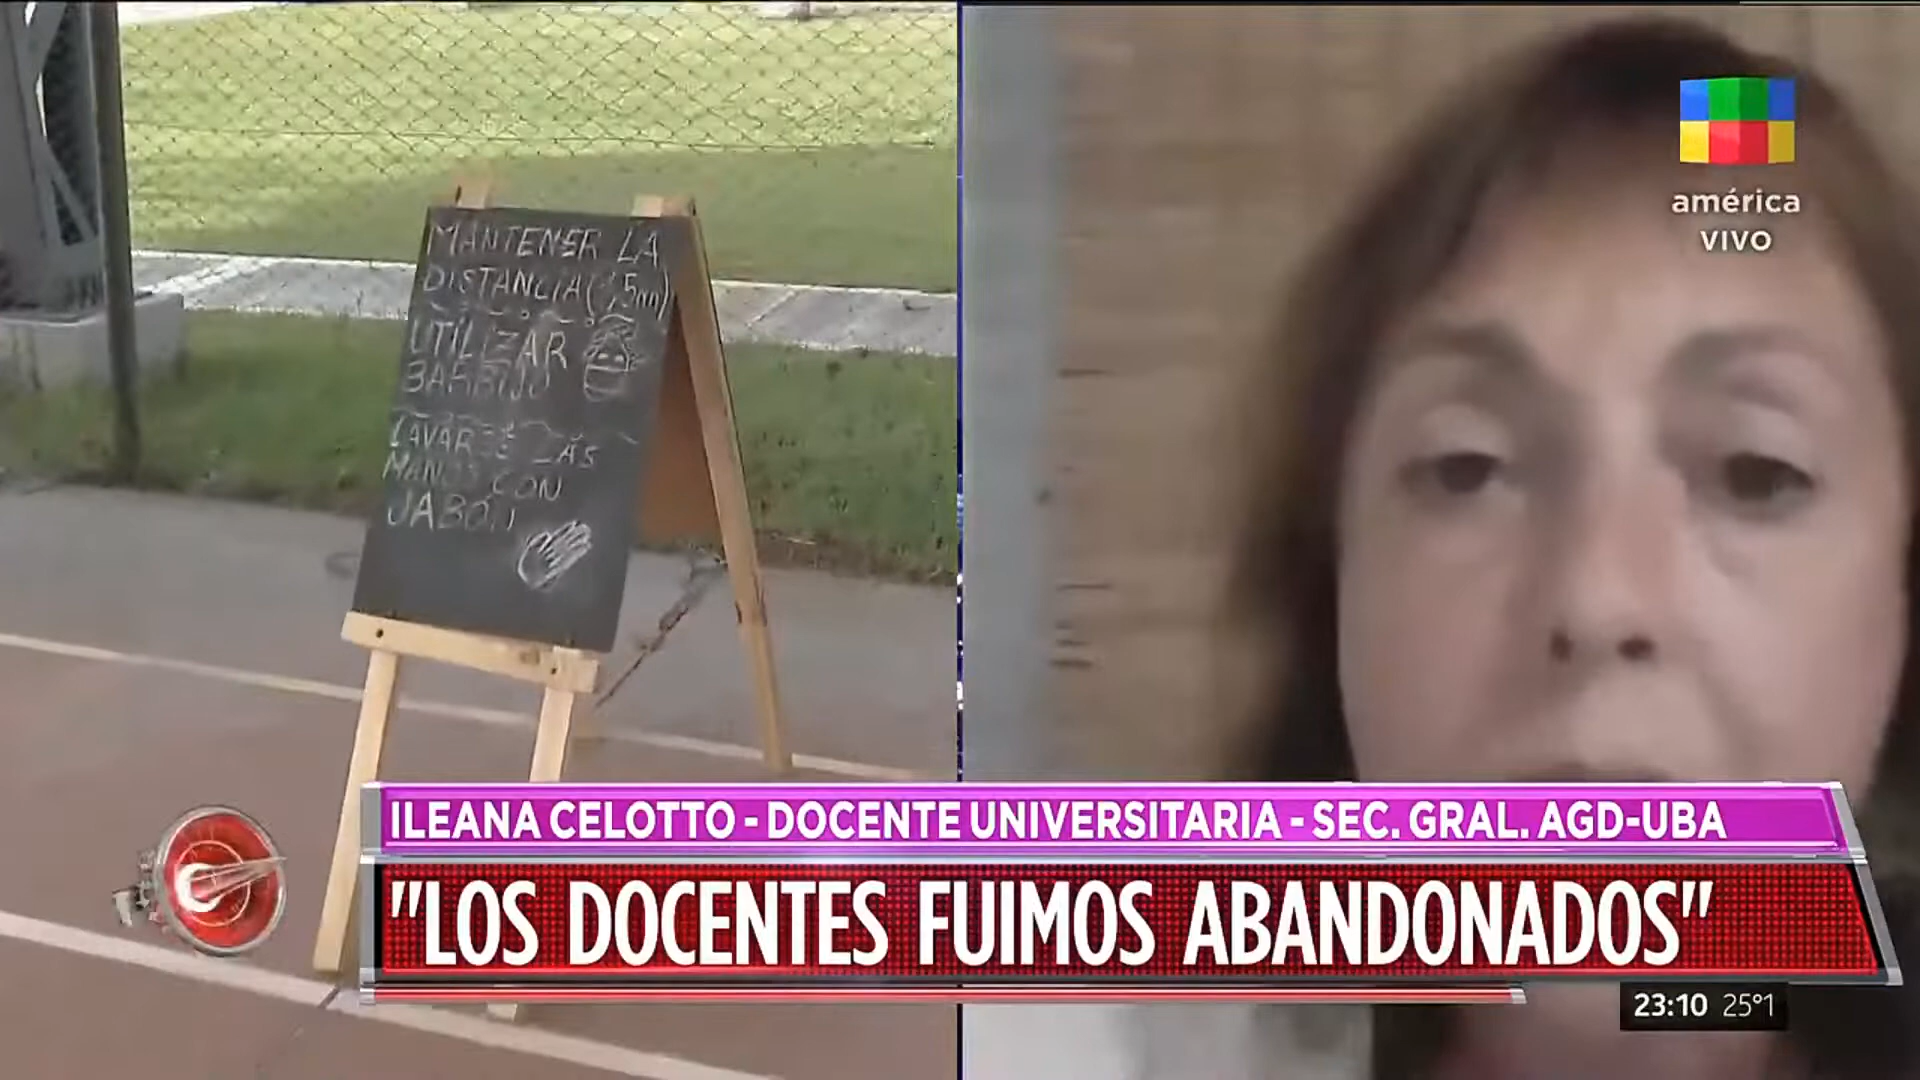 MANTENER LA
DISTANCIA (1,5m)
UTILIZAR
BARBIJO
LAVARSE LAS
MANOS CON
JABÓN
américa
VIVO
ILEANA CELOTTO - DOCENTE UNIVERSITARIA - SEC. GRAL. AGD-UBA
"LOS DOCENTES FUIMOS ABANDONADOS"
23:10 25°1